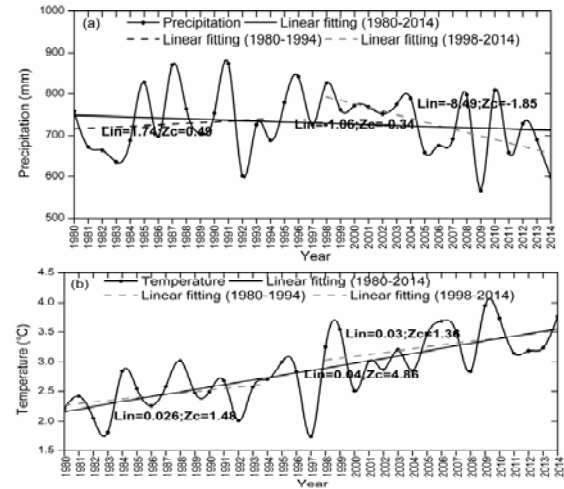 (a) Precipitation Linear fitting (1980-2014)
Linear fitting (1980-1994) Linear fitting (1998-2014)
1000
900
800
700
600
500
Precipitation (mm)
Lin=-8.49;Zc=-1.85
Lin=1.74;Zc=0.49
Lin=-1.06;Zc=-0.34
1980 1981 1982 1983 1984 1985 1986 1987 1988 1989 1990 1991 1992 1993 1994 1995 1996 1997 1998 1999 2000 2001 2002 2003 2004 2005 2006 2007 2008 2009 2010 2011 2012 2013 2014
Year
(b) Temperature Linear fitting (1980-2014)
Linear fitting (1980-1994) Linear fitting (1998-2014)
4.5
4.0
3.5
3.0
2.5
2.0
1.5
Temperature (°C)
Lin=0.03;Zc=1.36
Lin=0.04;Zc=4.86
Lin=0.026;Zc=1.48
1980 1981 1982 1983 1984 1985 1986 1987 1988 1989 1990 1991 1992 1993 1994 1995 1996 1997 1998 1999 2000 2001 2002 2003 2004 2005 2006 2007 2008 2009 2010 2011 2012 2013 2014
Year